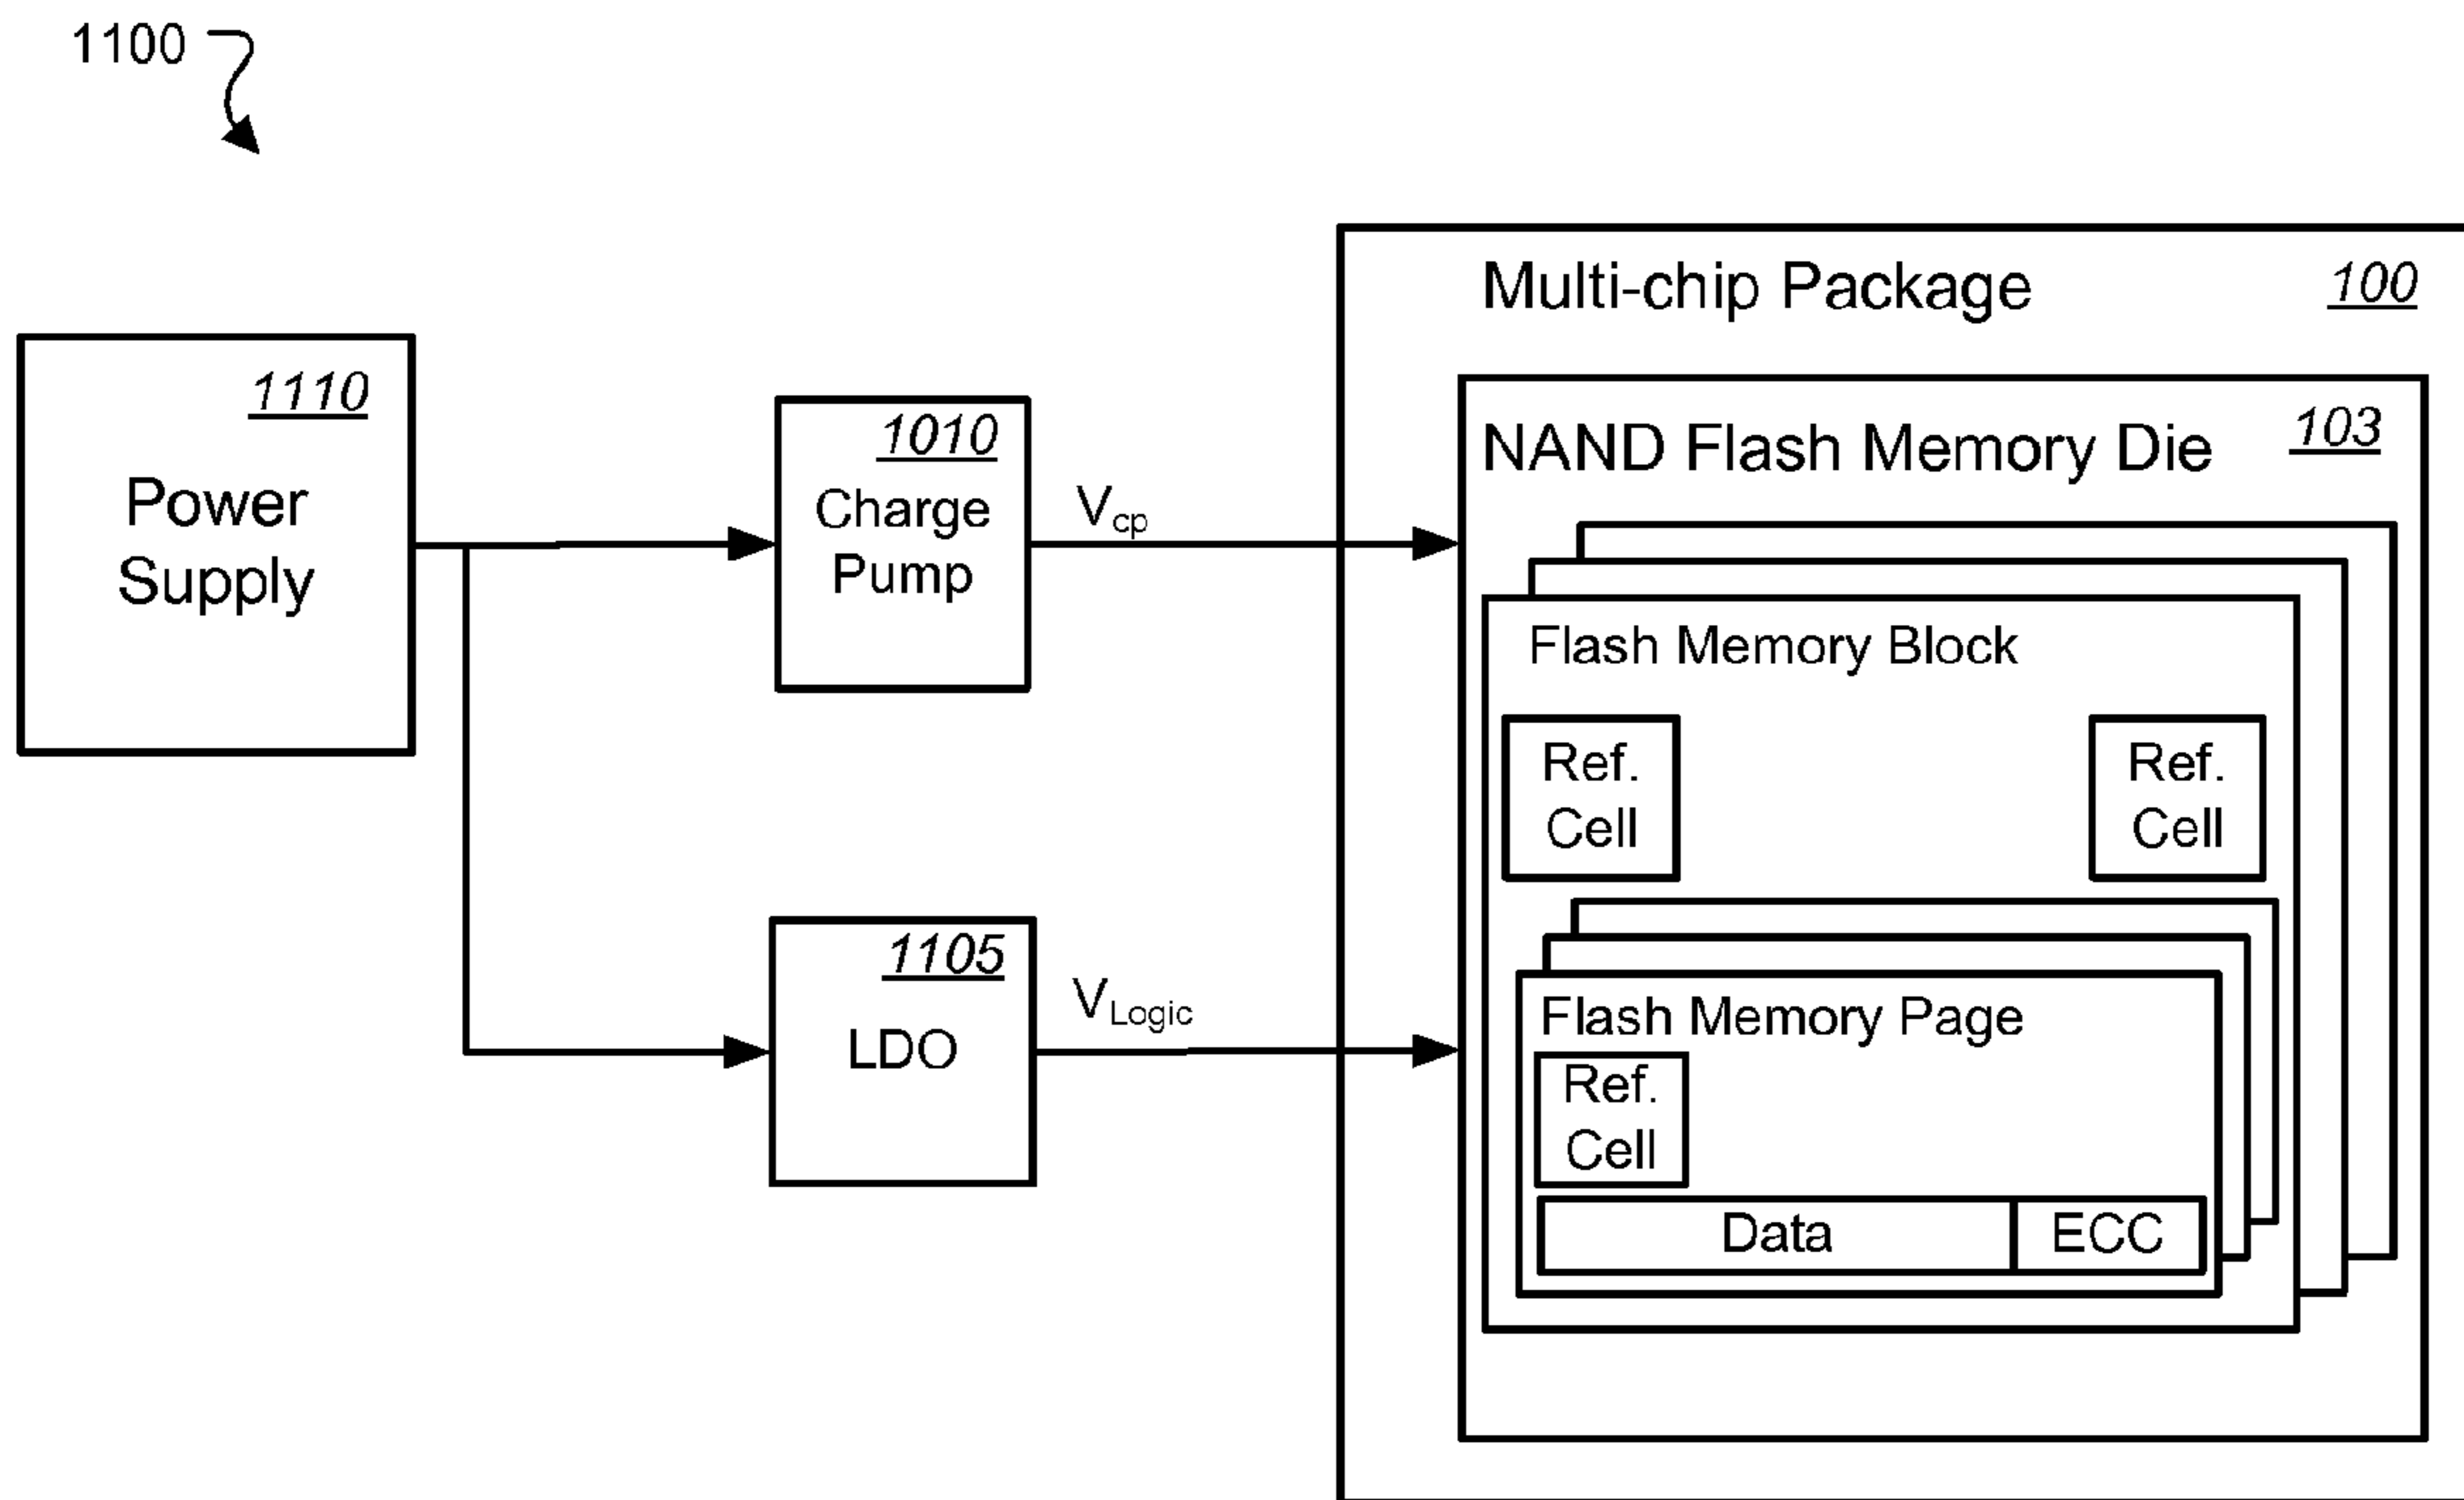 1100
Multi-chip Package 100
1110
Power
Supply
1010
Charge
Pump
Vcp
NAND Flash Memory Die 103
Flash Memory Block
Ref.
Cell
Ref.
Cell
1105
LDO
VLogic
Flash Memory Page
Ref.
Cell
Data
ECC